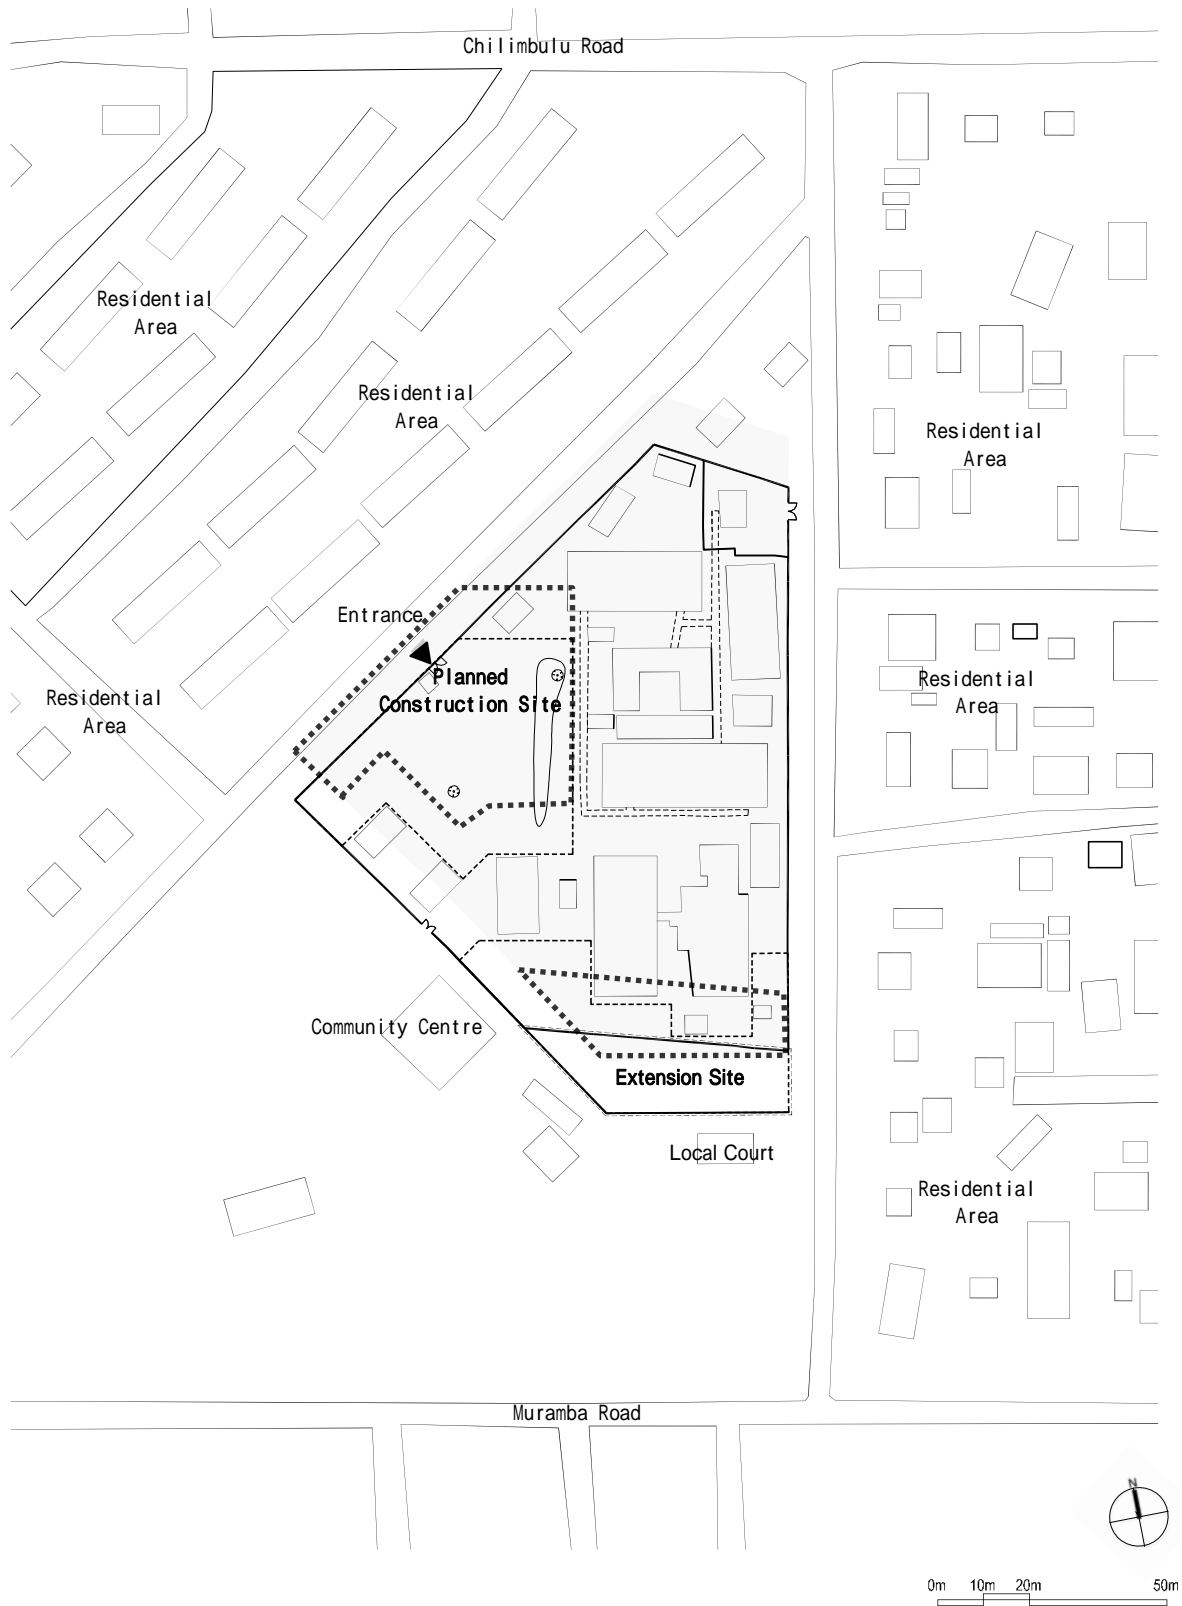 Chilimbulu Road
Residential
Area
Residential
Area
Residential
Area
Entrance
Planned
Construction Site
Residential
Area
Residential
Area
Community Centre
Extension Site
Local Court
Residential
Area
Muramba Road
N
0m 10m 20m 50m